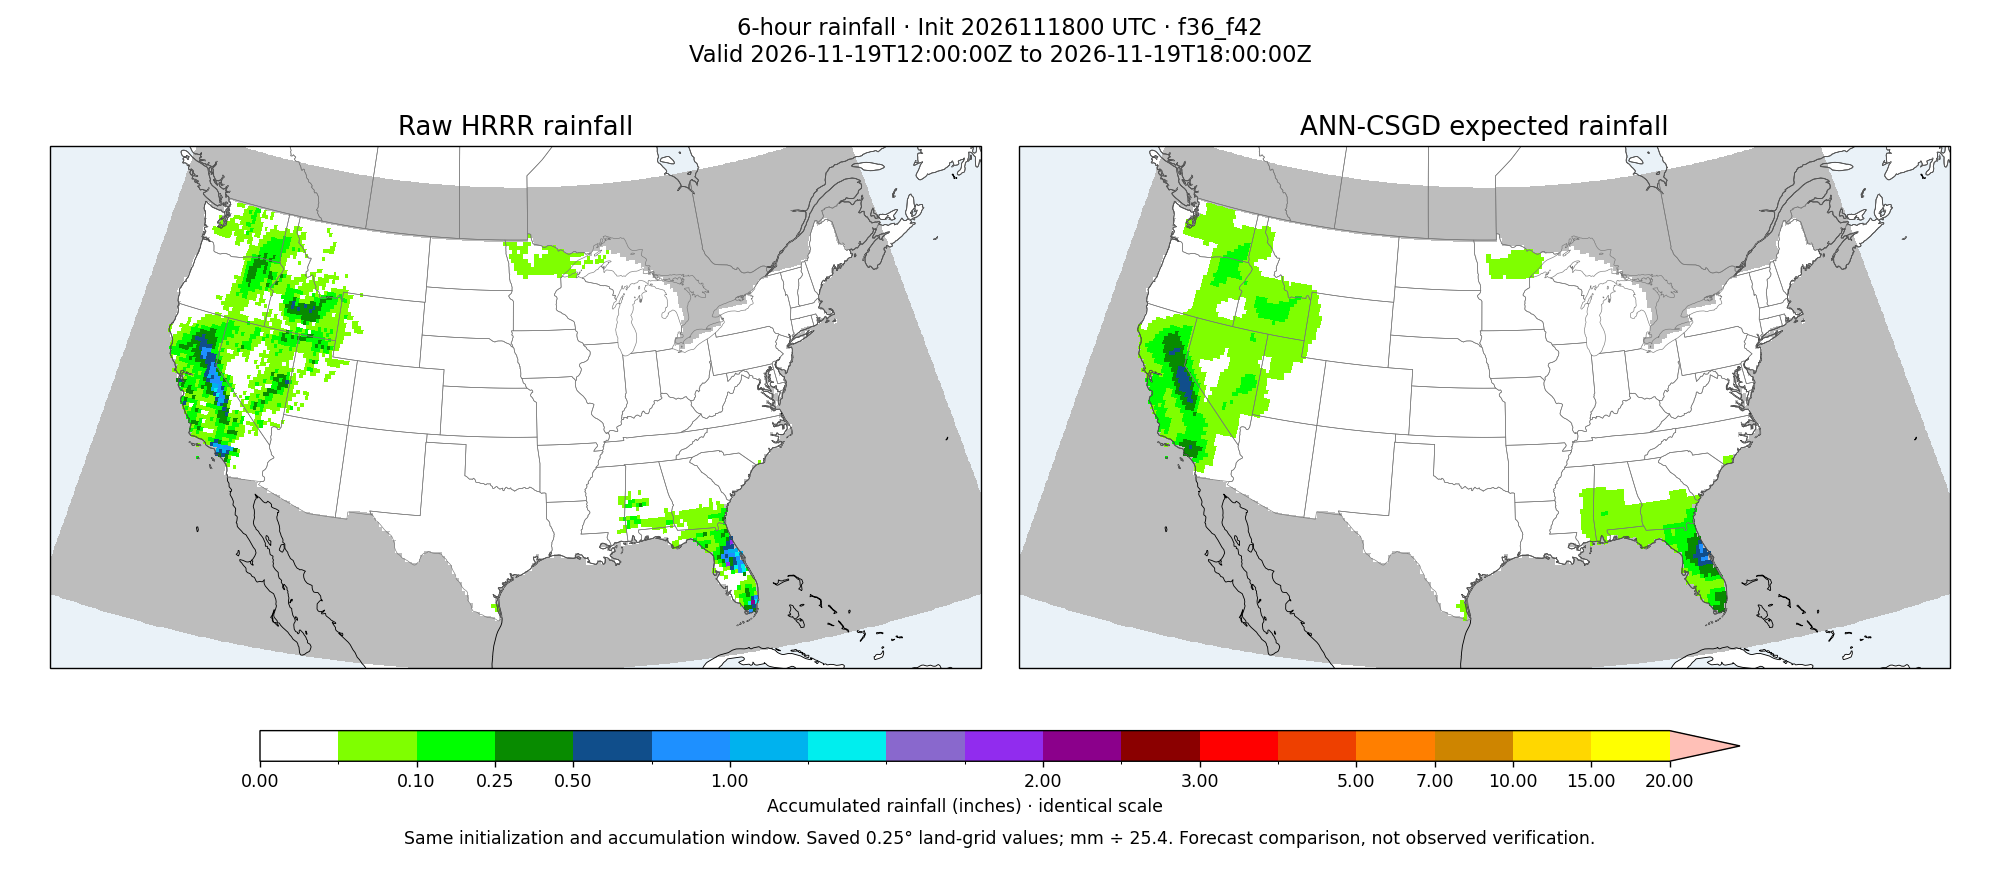 6-hour rainfall · Init 2026111800 UTC · f36_f42
Valid 2026-11-19T12:00:00Z to 2026-11-19T18:00:00Z
Raw HRRR rainfall
ANN-CSGD expected rainfall
0.00 0.10 0.25 0.50 1.00 2.00 3.00 5.00 7.00 10.00 15.00 20.00
Accumulated rainfall (inches) · identical scale
Same initialization and accumulation window. Saved 0.25° land-grid values; mm ÷ 25.4. Forecast comparison, not observed verification.